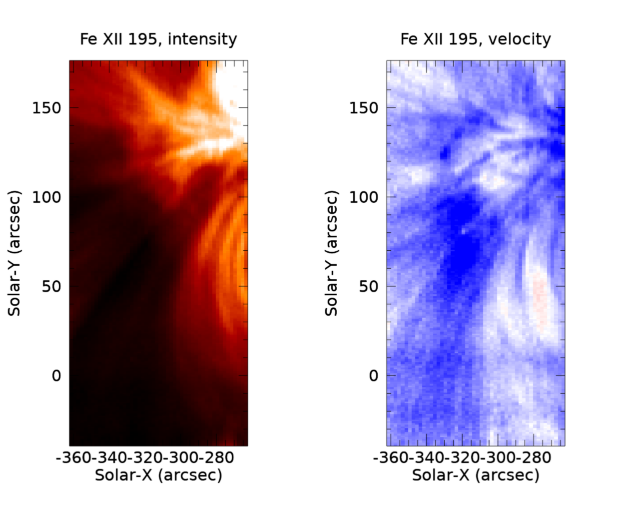 Fe XII 195, intensity
150
100
50
0
Solar-Y (arcsec)
-360-340-320-300-280
Solar-X (arcsec)
Fe XII 195, velocity
150
100
50
0
Solar-Y (arcsec)
-360-340-320-300-280
Solar-X (arcsec)